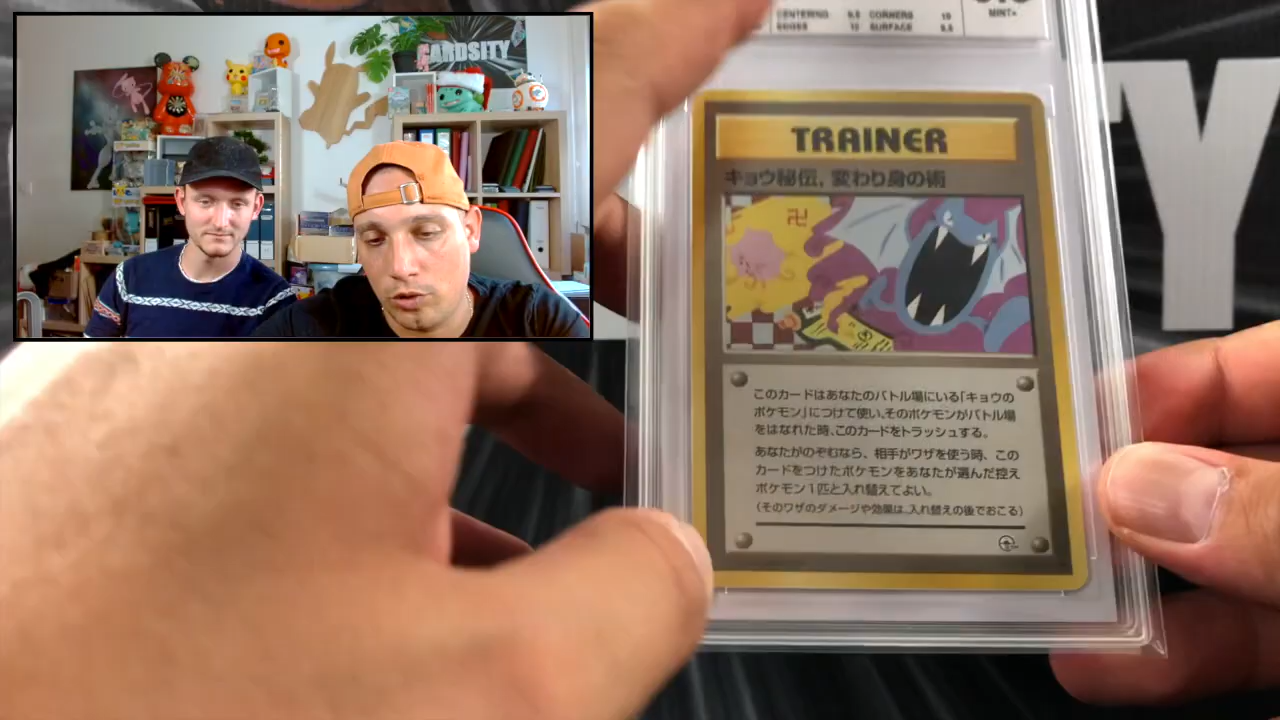 CARDSITY
CENTERING 9.5 CORNERS 10
EDGES 10 SURFACE 9.5
MINT+
TRAINER
キョウ秘伝, 変わり身の術
卍
このカードはあなたのバトル場にいる「キョウの
ポケモン」につけて使い、そのポケモンがバトル場
をはなれた時、このカードをトラッシュする。
あなたがのぞむなら、相手がワザを使う時、この
カードをつけたポケモンをあなたが選んだ控え
ポケモン1匹と入れ替えてよい。
(そのワザのダメージや効果は、入れ替えの後でおこる)
TY